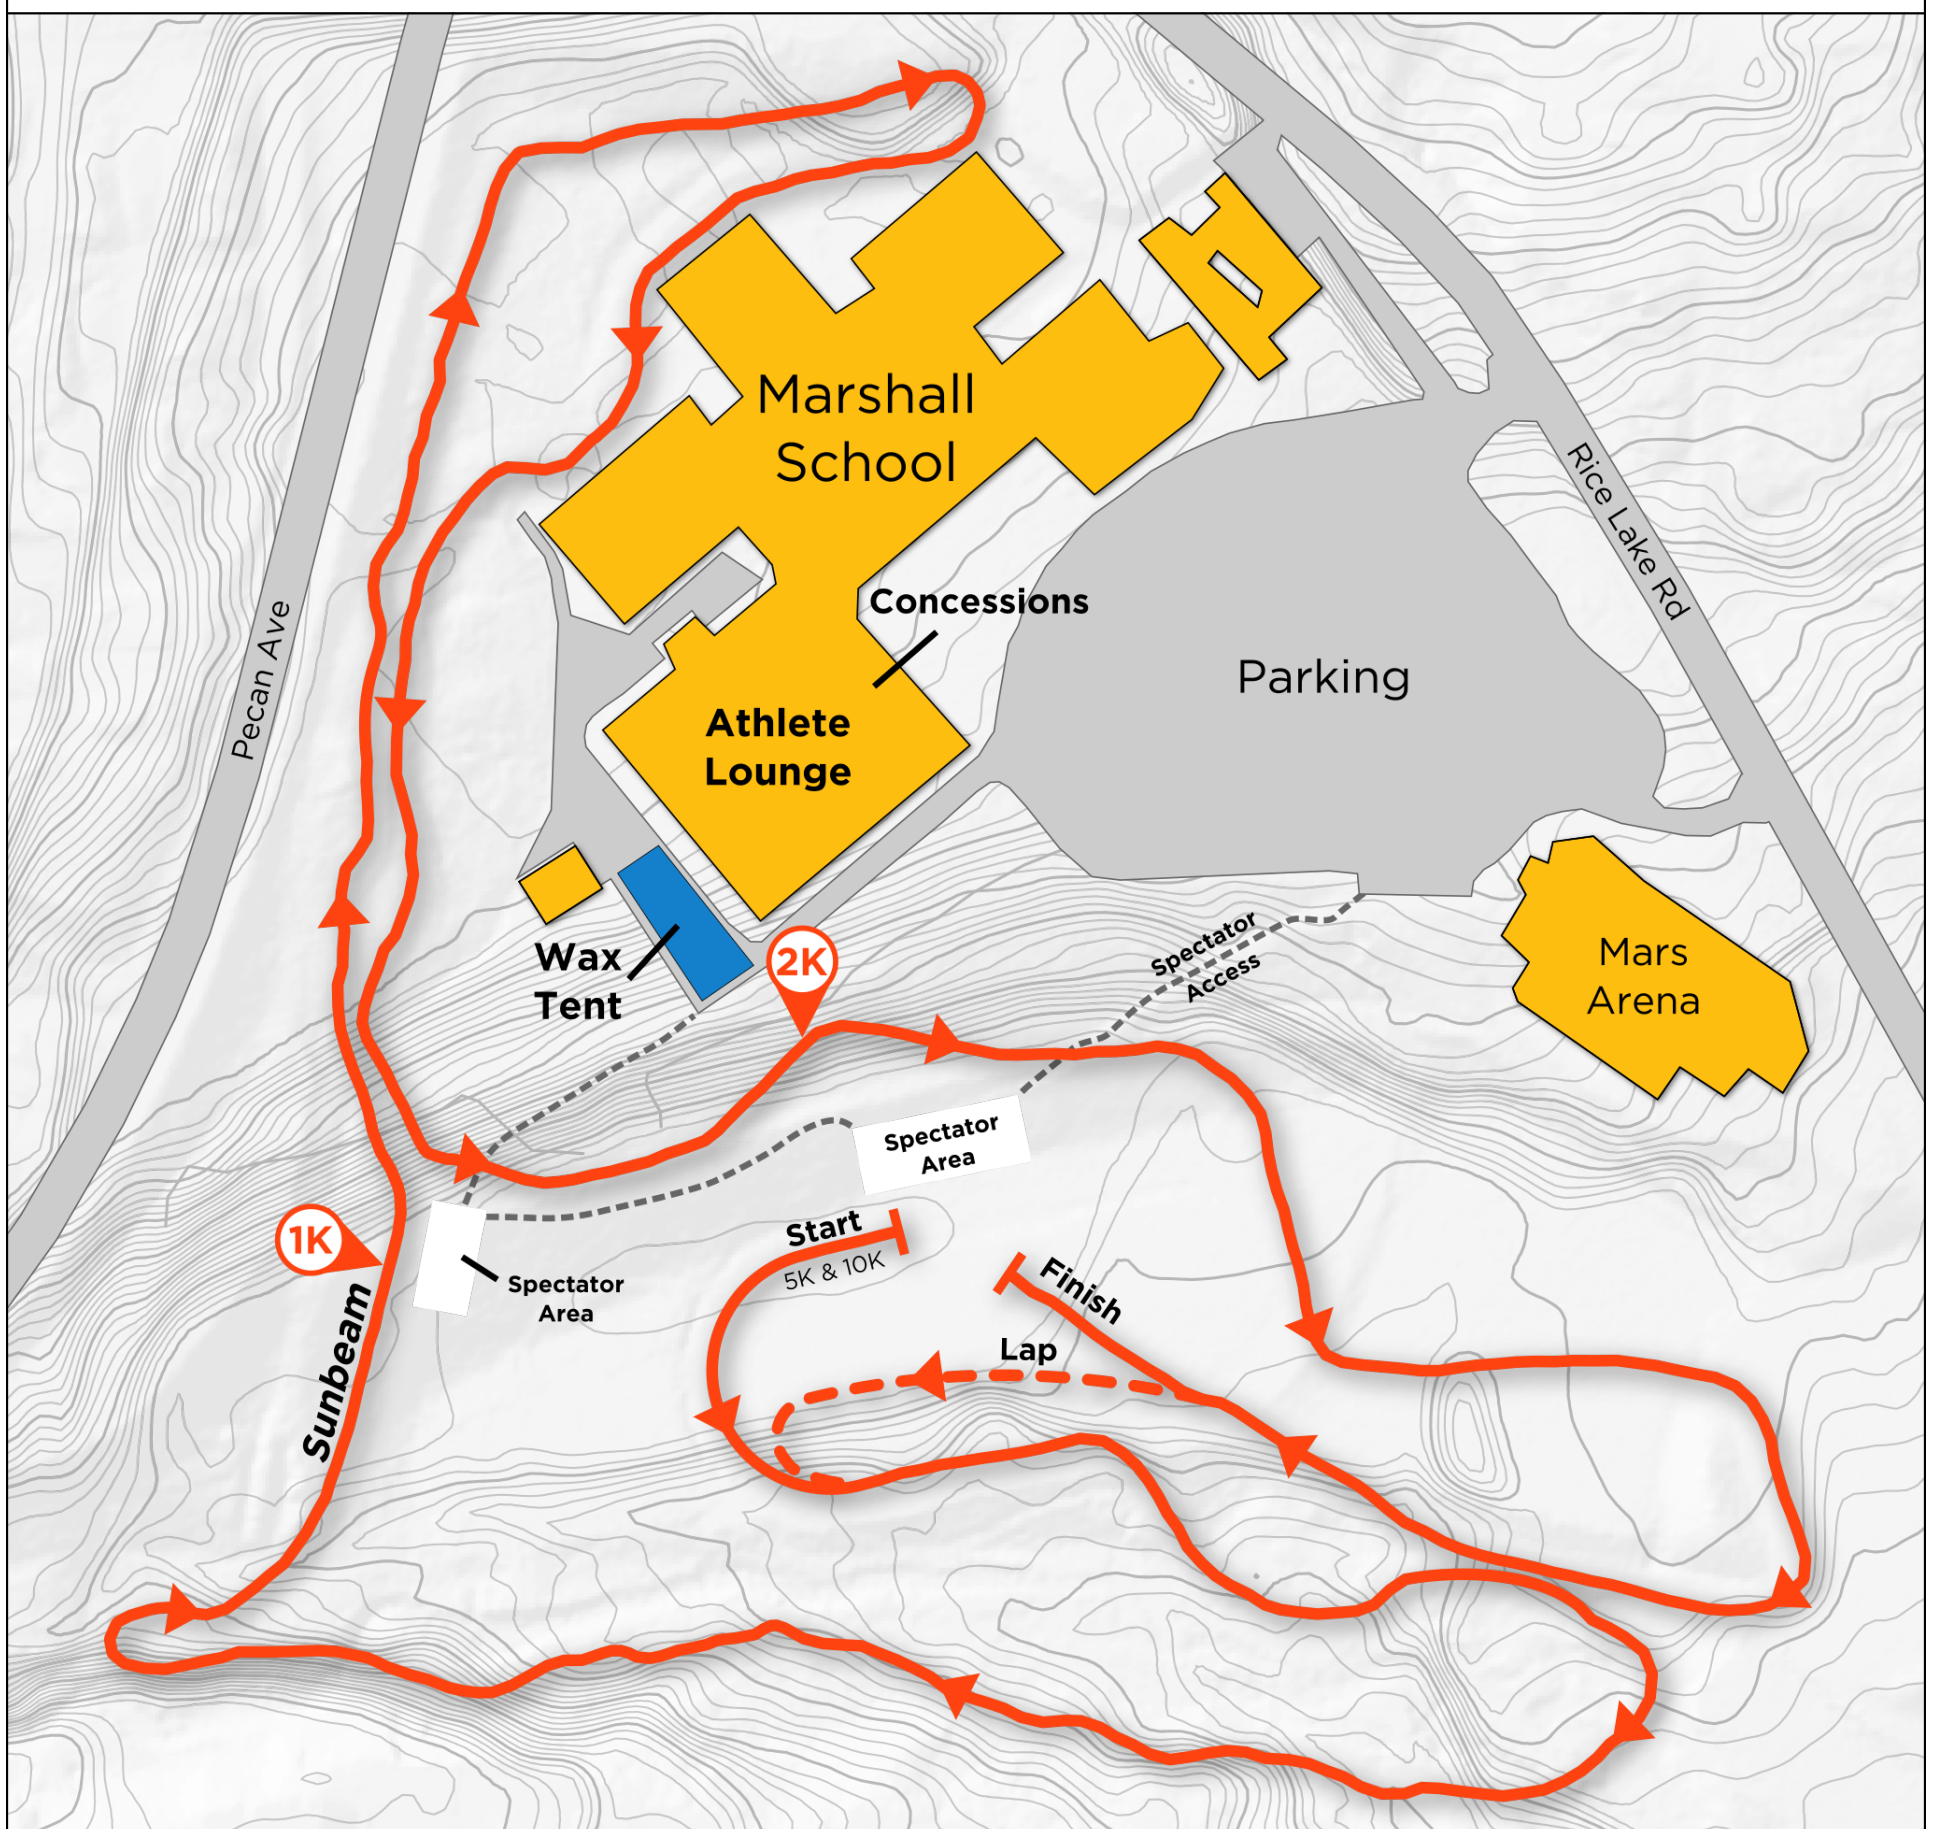 Marshall
School
Rice Lake Rd
Concessions
Pecan Ave
Parking
Athlete
Lounge
Wax
Tent
2K
Spectator
Access
Mars
Arena
Spectator
Area
1K
Start
5K & 10K
Finish
Spectator
Area
Sunbeam
Lap